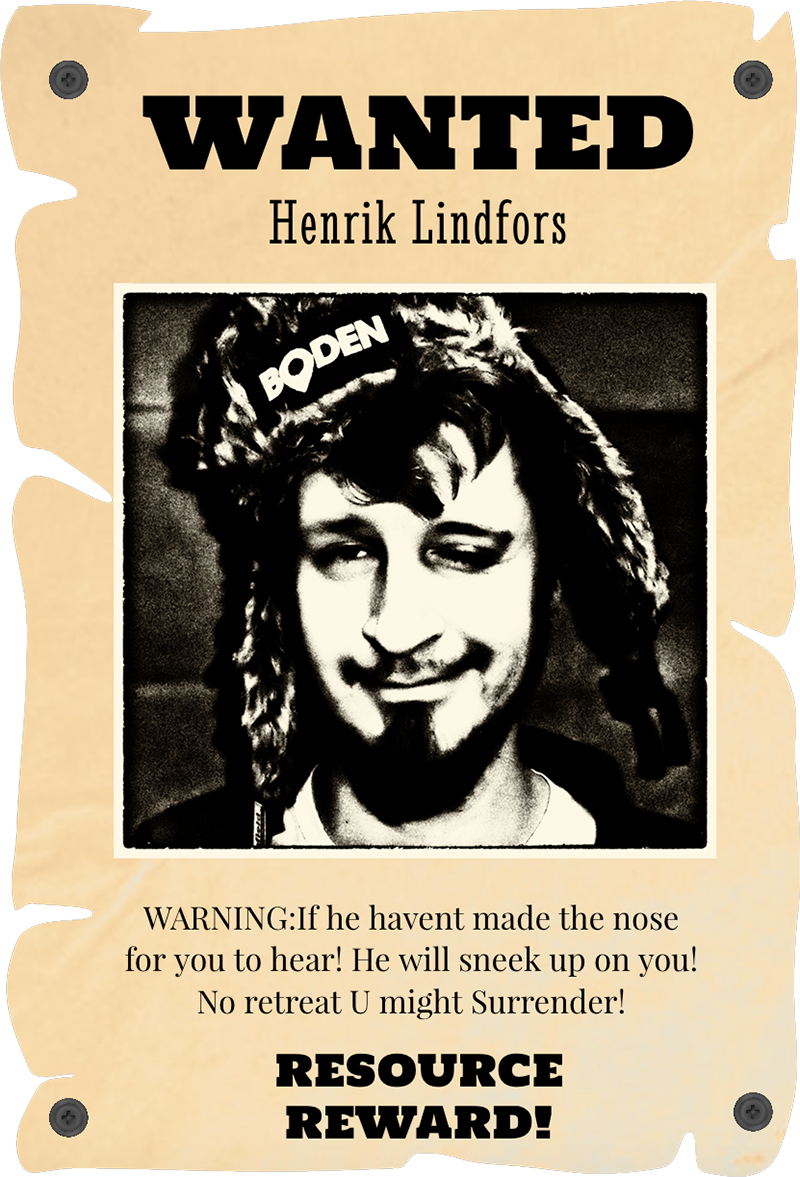 WANTED
Henrik Lindfors
BODEN
WARNING:If he havent made the nose
for you to hear! He will sneek up on you!
No retreat U might Surrender!
RESOURCE
REWARD!